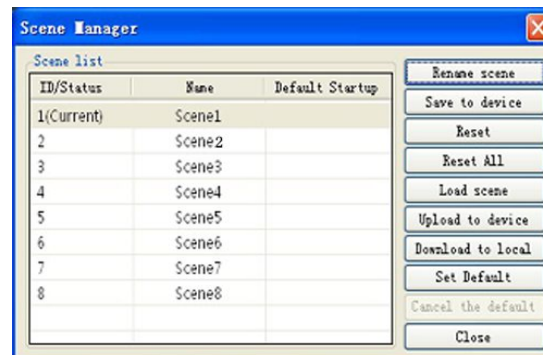 Scene Manager
Scene list
ID/Status Name Default Startup
1(Current) Scene1
2 Scene2
3 Scene3
4 Scene4
5 Scene5
6 Scene6
7 Scene7
8 Scene8
Rename scene
Save to device
Reset
Reset All
Load scene
Upload to device
Download to local
Set Default
Cancel the default
Close